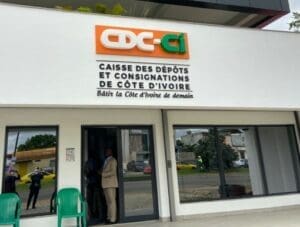 CDC-CI
CAISSE DES DÉPÔTS
ET CONSIGNATIONS
DE CÔTE D'IVOIRE
Bâtir la Côte d'Ivoire de demain